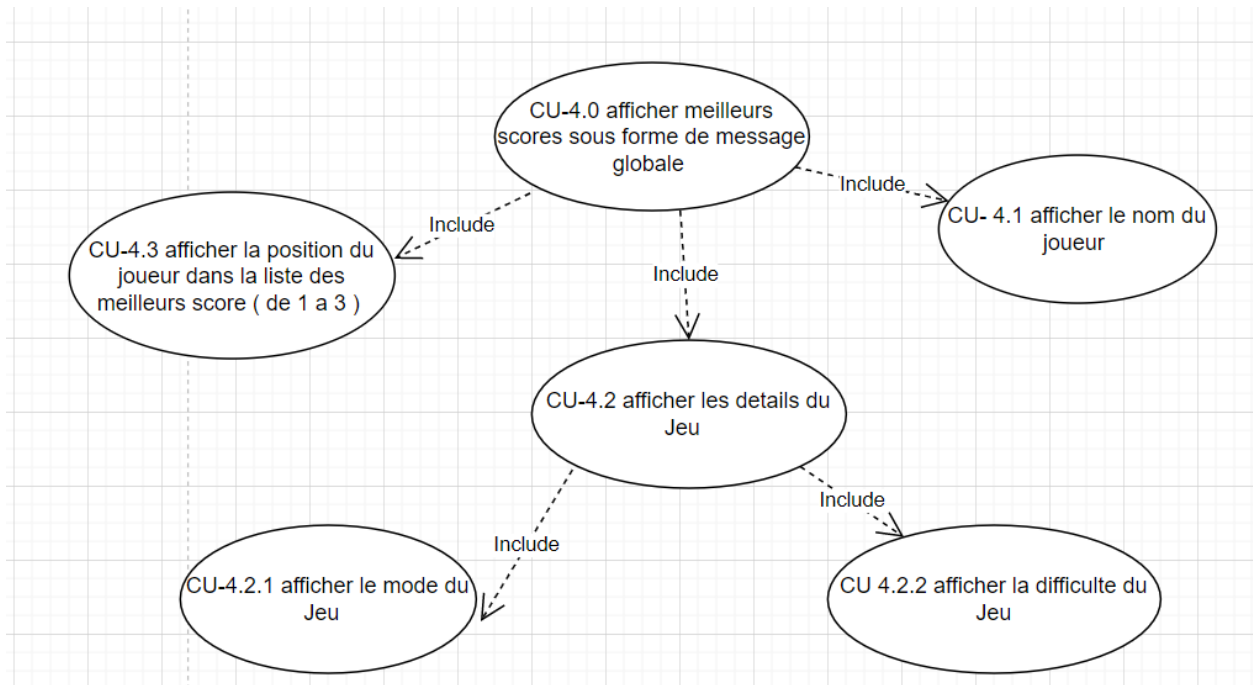 CU-4.0 afficher meilleurs
scores sous forme de message
globale
Include
CU- 4.1 afficher le nom du
joueur
Include
CU-4.3 afficher la position du
joueur dans la liste des
meilleurs score ( de 1 a 3 )
Include
CU-4.2 afficher les details du
Jeu
Include
CU-4.2.1 afficher le mode du
Jeu
Include
CU 4.2.2 afficher la difficulte du
Jeu